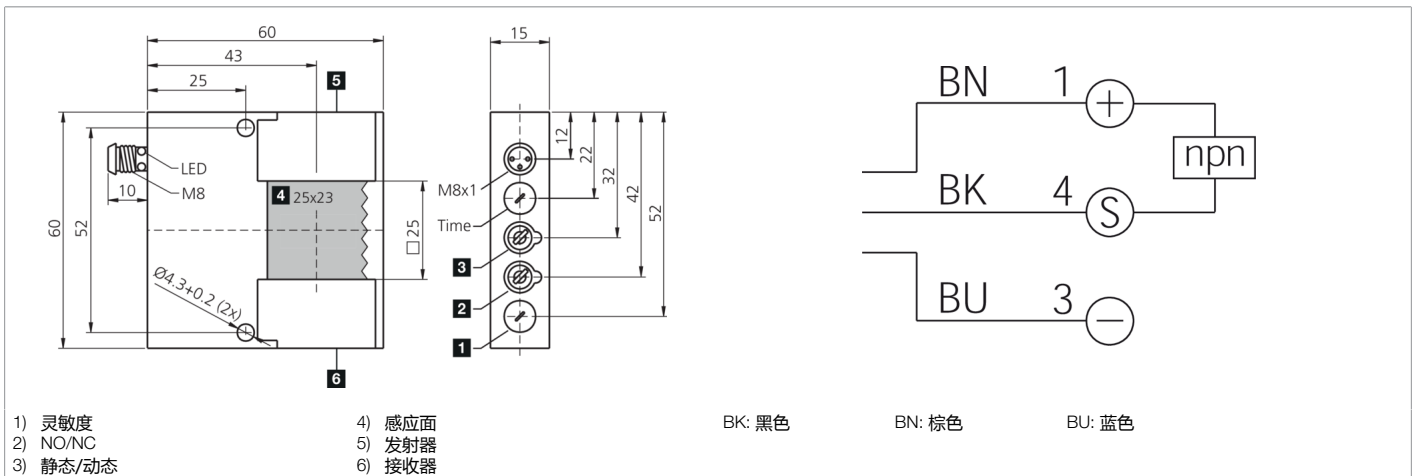 60
43
25
5
LED
M8
10
4 25x23
60
52
□25
Ø4.3+0.2 (2x)
6
15
12
22
32
42
52
M8x1
Time
3
2
1
BN 1 +
npn
BK 4 S
BU 3 −
1) 灵敏度
2) NO/NC
3) 静态/动态
4) 感应面
5) 发射器
6) 接收器
BK: 黑色 BN: 棕色 BU: 蓝色